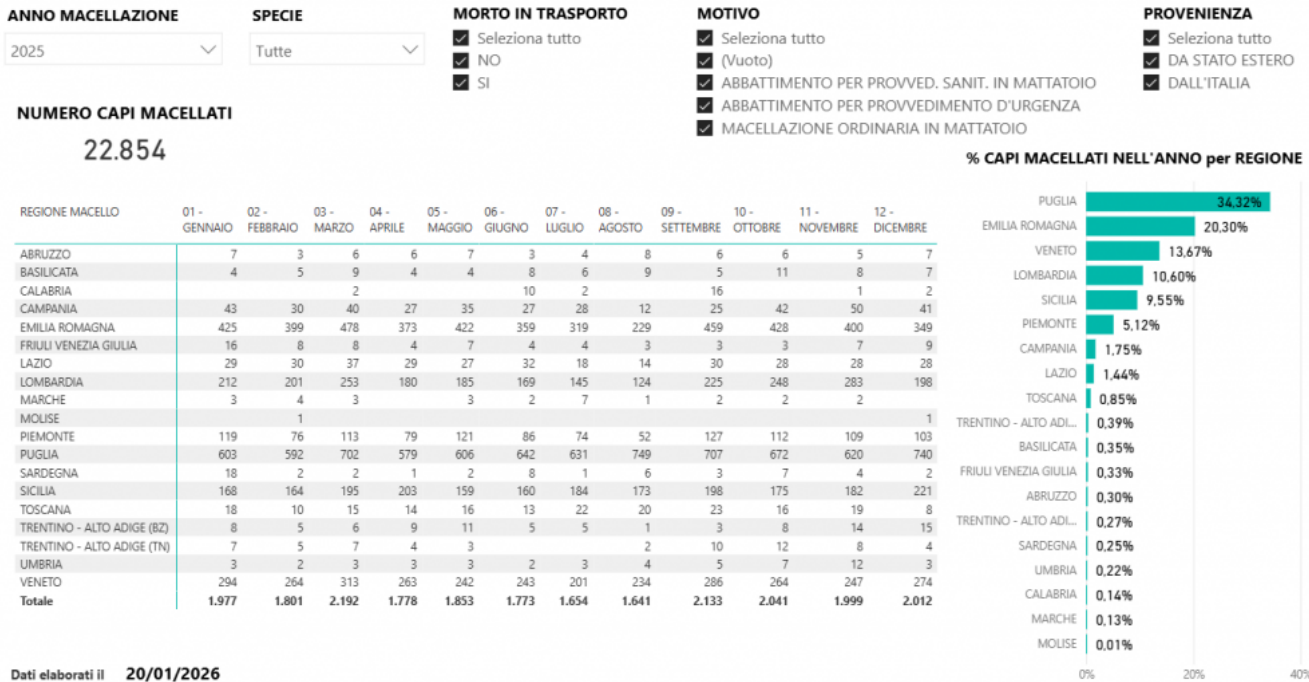 ANNO MACELLAZIONE
2025
SPECIE
Tutte
MORTO IN TRASPORTO
Seleziona tutto
NO
SI
MOTIVO
Seleziona tutto
(Vuoto)
ABBATTIMENTO PER PROVVED. SANIT. IN MATTATOIO
ABBATTIMENTO PER PROVVEDIMENTO D'URGENZA
MACELLAZIONE ORDINARIA IN MATTATOIO
PROVENIENZA
Seleziona tutto
DA STATO ESTERO
DALL'ITALIA
NUMERO CAPI MACELLATI
22.854
REGIONE MACELLO 01 - GENNAIO 02 - FEBBRAIO 03 - MARZO 04 - APRILE 05 - MAGGIO 06 - GIUGNO 07 - LUGLIO 08 - AGOSTO 09 - SETTEMBRE 10 - OTTOBRE 11 - NOVEMBRE 12 - DICEMBRE
ABRUZZO 7 3 6 6 7 3 4 8 6 6 5 7
BASILICATA 4 5 9 4 4 8 6 9 5 11 8 7
CALABRIA 2 10 2 16 1 2
CAMPANIA 43 30 40 27 35 27 28 12 25 42 50 41
EMILIA ROMAGNA 425 399 478 373 422 359 319 229 459 428 400 349
FRIULI VENEZIA GIULIA 16 8 8 4 7 4 4 3 3 3 7 9
LAZIO 29 30 37 29 27 32 18 14 30 28 28 28
LOMBARDIA 212 201 253 180 185 169 145 124 225 248 283 198
MARCHE 3 4 3 3 2 7 1 2 2 2
MOLISE 1 1
PIEMONTE 119 76 113 79 121 86 74 52 127 112 109 103
PUGLIA 603 592 702 579 606 642 631 749 707 672 620 740
SARDEGNA 18 2 2 1 2 8 1 6 3 7 4 2
SICILIA 168 164 195 203 159 160 184 173 198 175 182 221
TOSCANA 18 10 15 14 16 13 22 20 23 16 19 8
TRENTINO - ALTO ADIGE (BZ) 8 5 6 9 11 5 5 1 3 8 14 15
TRENTINO - ALTO ADIGE (TN) 7 5 7 4 3 2 10 12 8 4
UMBRIA 3 2 3 3 3 2 3 4 5 7 12 3
VENETO 294 264 313 263 242 243 201 234 286 264 247 274
Totale 1.977 1.801 2.192 1.778 1.853 1.773 1.654 1.641 2.133 2.041 1.999 2.012
% CAPI MACELLATI NELL'ANNO per REGIONE
PUGLIA 34,32%
EMILIA ROMAGNA 20,30%
VENETO 13,67%
LOMBARDIA 10,60%
SICILIA 9,55%
PIEMONTE 5,12%
CAMPANIA 1,75%
LAZIO 1,44%
TOSCANA 0,85%
TRENTINO - ALTO ADI... 0,39%
BASILICATA 0,35%
FRIULI VENEZIA GIULIA 0,33%
ABRUZZO 0,30%
TRENTINO - ALTO ADI... 0,27%
SARDEGNA 0,25%
UMBRIA 0,22%
CALABRIA 0,14%
MARCHE 0,13%
MOLISE 0,01%
0% 20% 40%
Dati elaborati il 20/01/2026